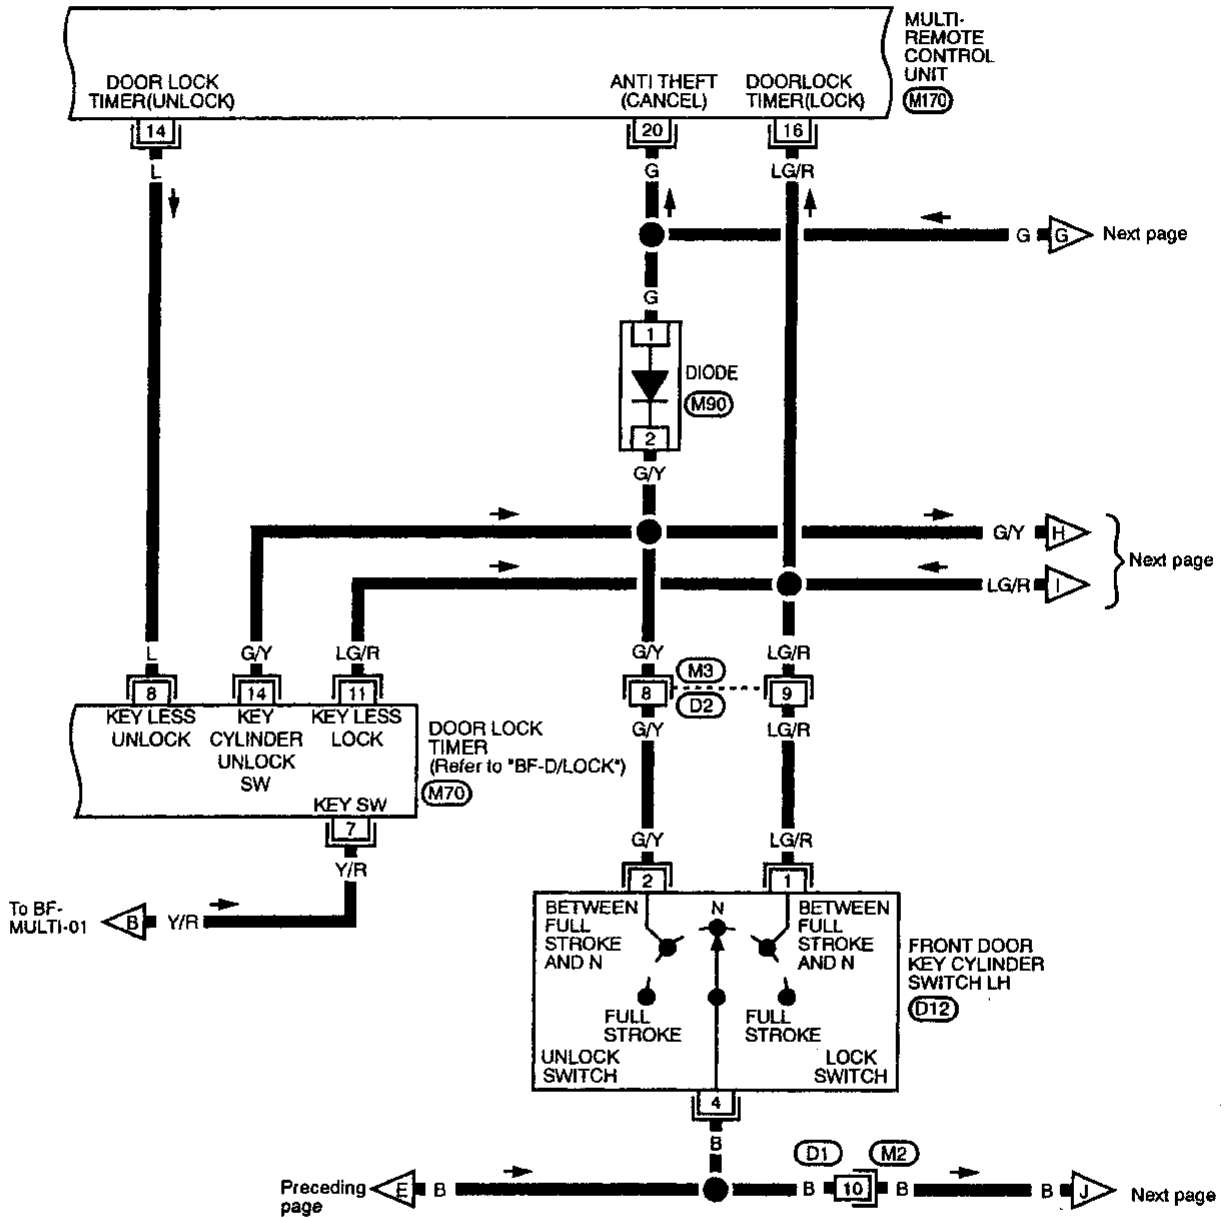 MULTI-
REMOTE
CONTROL
UNIT
M170
DOOR LOCK
TIMER(UNLOCK)
ANTI THEFT
(CANCEL)
DOORLOCK
TIMER(LOCK)
14
20
16
L
G
LG/R
G
G
Next page
G
1
DIODE
M90
2
G/Y
G/Y
H
LG/R
I
Next page
L
G/Y
LG/R
G/Y
LG/R
8
14
11
8
M3
D2
9
KEY LESS
UNLOCK
KEY
CYLINDER
UNLOCK
SW
KEY LESS
LOCK
KEY SW
DOOR LOCK
TIMER
(Refer to "BF-D/LOCK")
M70
G/Y
LG/R
7
Y/R
G/Y
LG/R
To BF-
MULTI-01
B
Y/R
2
1
BETWEEN
FULL
STROKE
AND N
N
BETWEEN
FULL
STROKE
AND N
FULL
STROKE
FULL
STROKE
UNLOCK
SWITCH
LOCK
SWITCH
FRONT DOOR
KEY CYLINDER
SWITCH LH
D12
4
B
D1
M2
Preceding
page
E
B
B
10
B
B
J
Next page